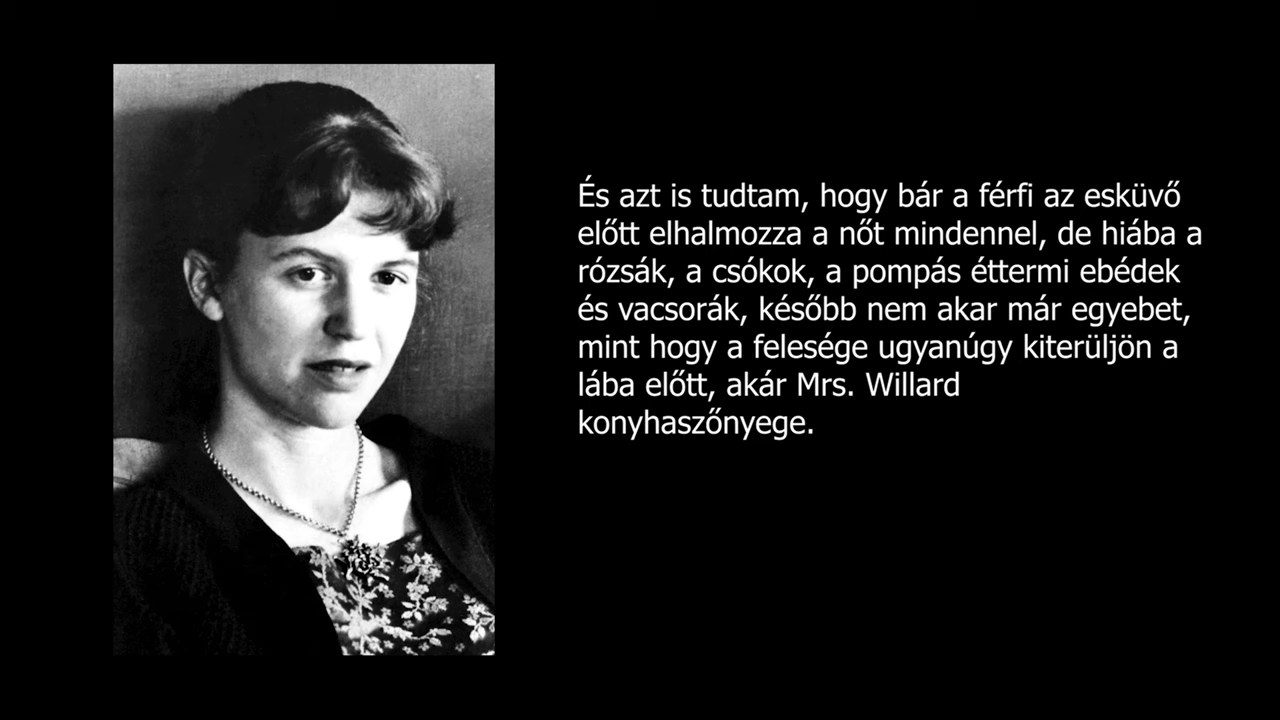 És azt is tudtam, hogy bár a férfi az esküvő
előtt elhalmozza a nőt mindennel, de hiába a
rózsák, a csókok, a pompás éttermi ebédek
és vacsorák, később nem akar már egyebet,
mint hogy a felesége ugyanúgy kiterüljön a
lába előtt, akár Mrs. Willard
konyhaszőnyege.